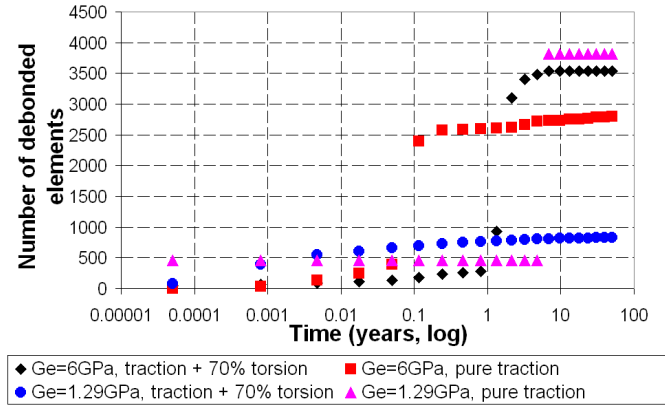 4500
4000
3500
3000
2500
2000
1500
1000
500
0
Number of debonded
elements
0.00001 0.0001 0.001 0.01 0.1 1 10 100
Time (years, log)
Ge=6GPa, traction + 70% torsion Ge=6GPa, pure traction
Ge=1.29GPa, traction + 70% torsion Ge=1.29GPa, pure traction